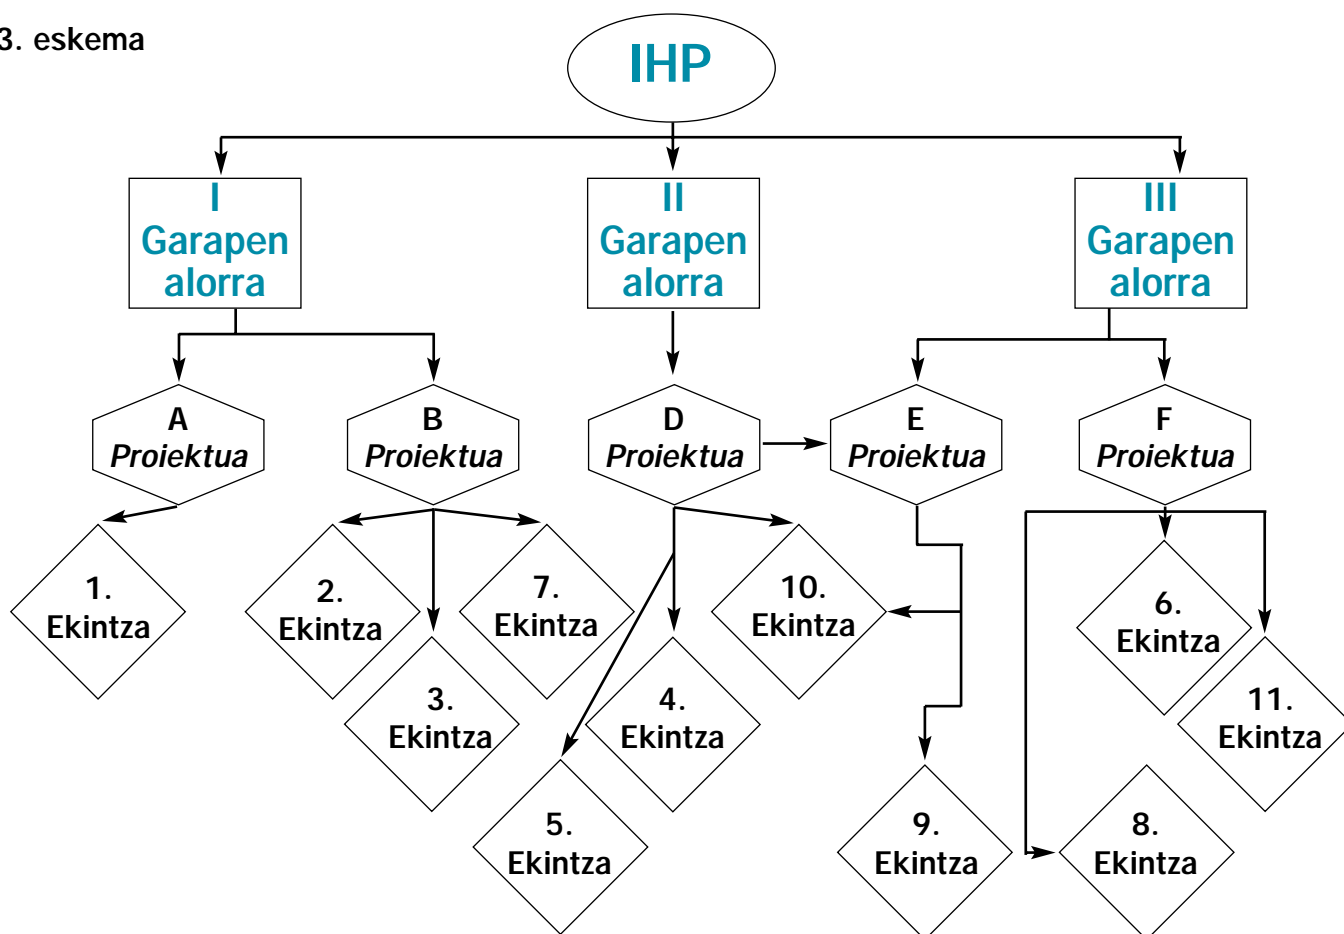 3. eskema
IHP
I
Garapen
alorra
II
Garapen
alorra
III
Garapen
alorra
A
Proiektua
B
Proiektua
D
Proiektua
E
Proiektua
F
Proiektua
1.
Ekintza
2.
Ekintza
7.
Ekintza
10.
Ekintza
6.
Ekintza
3.
Ekintza
4.
Ekintza
11.
Ekintza
5.
Ekintza
9.
Ekintza
8.
Ekintza